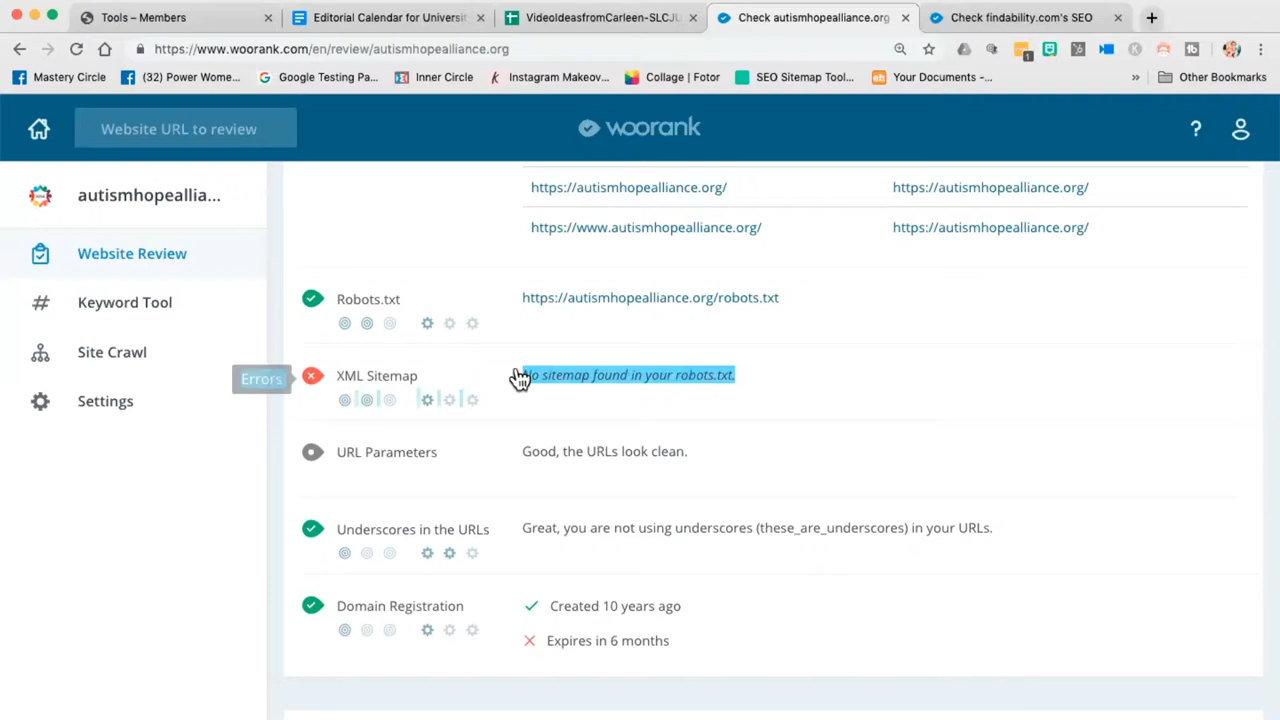 Tools – Members
Editorial Calendar for Universit
VideoIdeasfromCarleen-SLCJU
Check autismhopealliance.org
Check findability.com's SEO
https://www.woorank.com/en/review/autismhopealliance.org
1
Mastery Circle
(32) Power Wome...
Google Testing Pa...
Inner Circle
Instagram Makeov...
Collage | Fotor
SEO Sitemap Tool...
Your Documents -...
»
Other Bookmarks
Website URL to review
woorank
?
autismhopeallia...
Website Review
Keyword Tool
Site Crawl
Settings
https://autismhopealliance.org/ https://autismhopealliance.org/
https://www.autismhopealliance.org/ https://autismhopealliance.org/
Robots.txt
https://autismhopealliance.org/robots.txt
Errors
XML Sitemap
No sitemap found in your robots.txt.
URL Parameters
Good, the URLs look clean.
Underscores in the URLs
Great, you are not using underscores (these_are_underscores) in your URLs.
Domain Registration
Created 10 years ago
Expires in 6 months